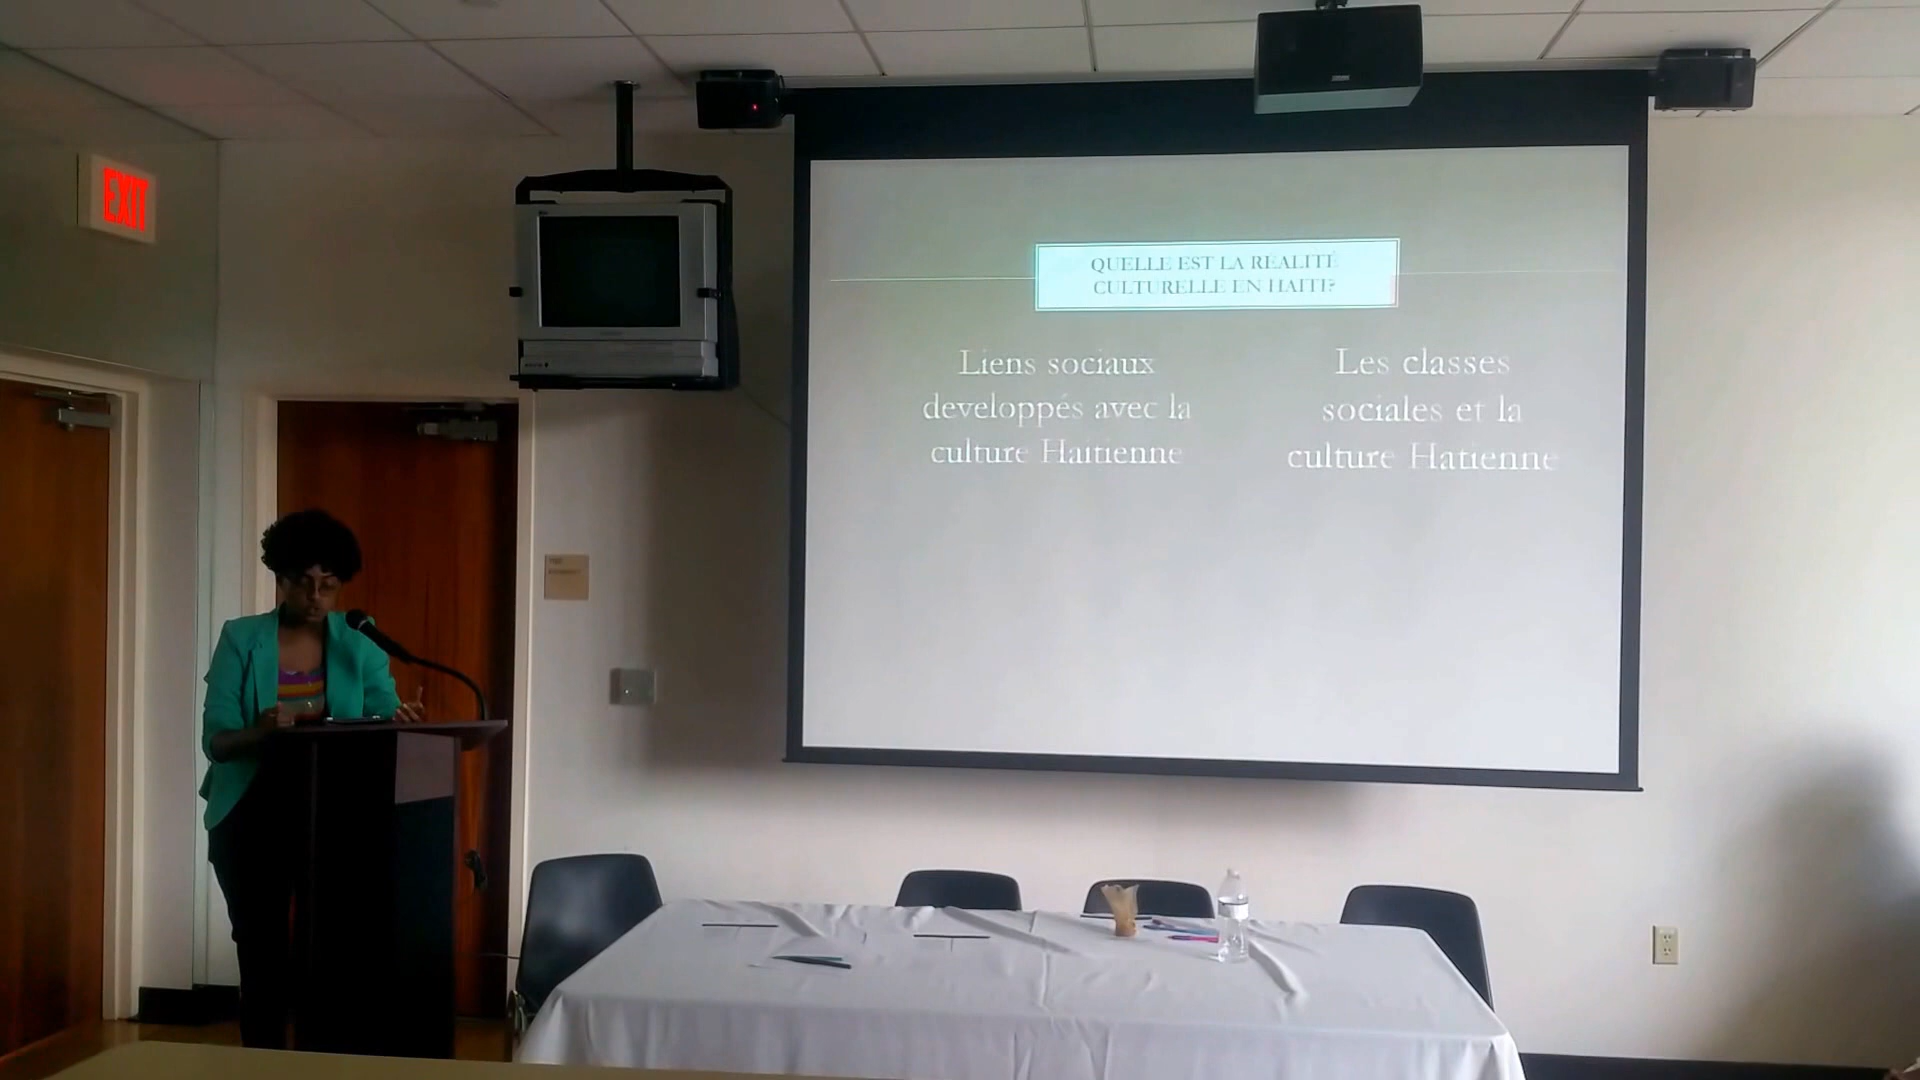 EXIT
QUELLE EST LA RÉALITÉ
CULTURELLE EN HAITI?
Liens sociaux
developpés avec la
culture Haitienne
Les classes
sociales et la
culture Hatienne